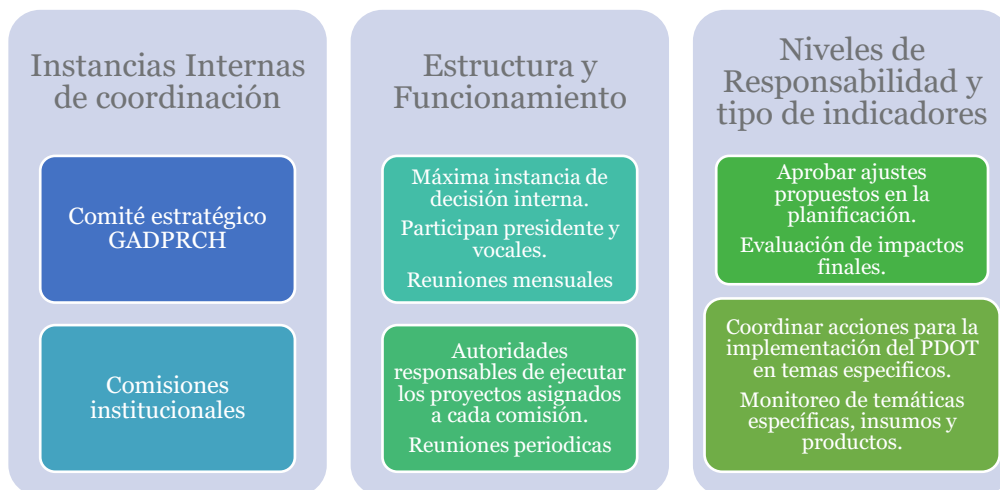 Instancias Internas
de coordinación
Comité estratégico
GADPRCH
Comisiones
institucionales
Estructura y
Funcionamiento
Máxima instancia de
decisión interna.
Participan presidente y
vocales.
Reuniones mensuales
Autoridades
responsables de ejecutar
los proyectos asignados
a cada comisión.
Reuniones periodicas
Niveles de
Responsabilidad y
tipo de indicadores
Aprobar ajustes
propuestos en la
planificación.
Evaluación de impactos
finales.
Coordinar acciones para la
implementación del PDOT
en temas especificos.
Monitoreo de temáticas
específicas, insumos y
productos.